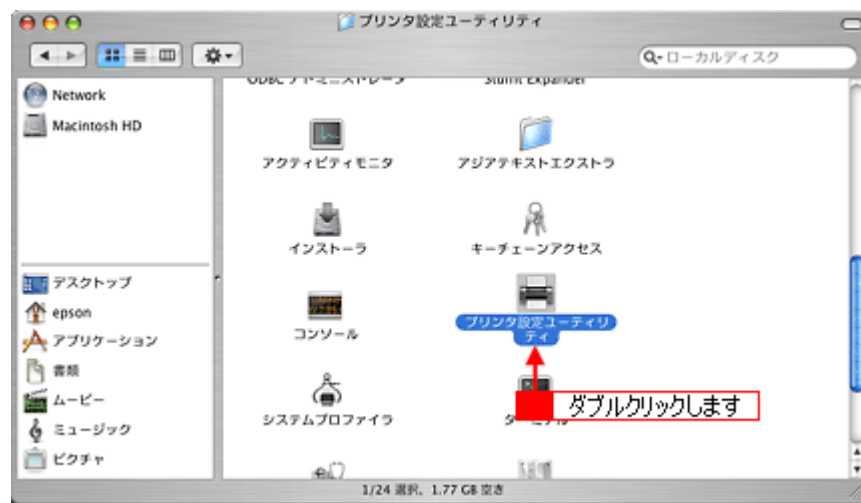 プリンタ設定ユーティリティ
ローカルディスク
Network
Macintosh HD
デスクトップ
epson
アプリケーション
書類
ムービー
ミュージック
ピクチャ
アクティビティモニタ
アジアテキストエクストラ
インストーラ
キーチェーンアクセス
コンソール
プリンタ設定ユーティリ
ティ
ダブルクリックします
システムプロファイラ
1/24 選択、1.77 GB 空き